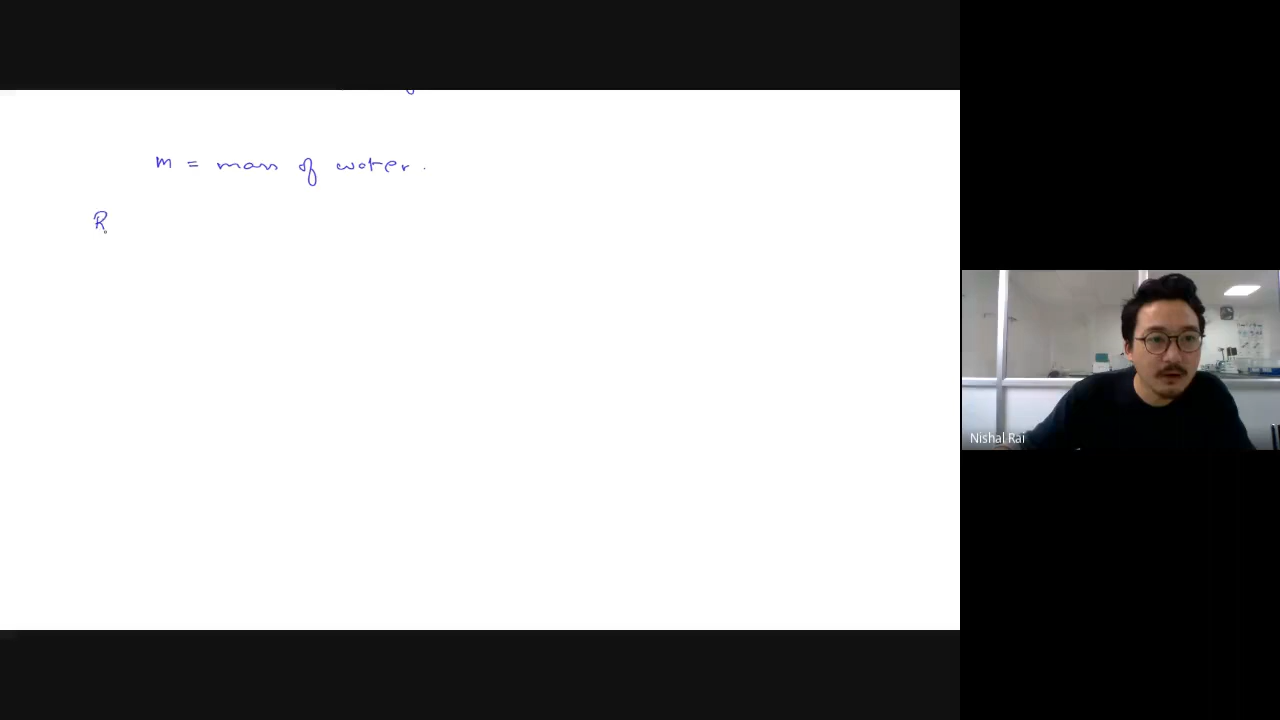 m = mass of water.
R
Nishal Rai